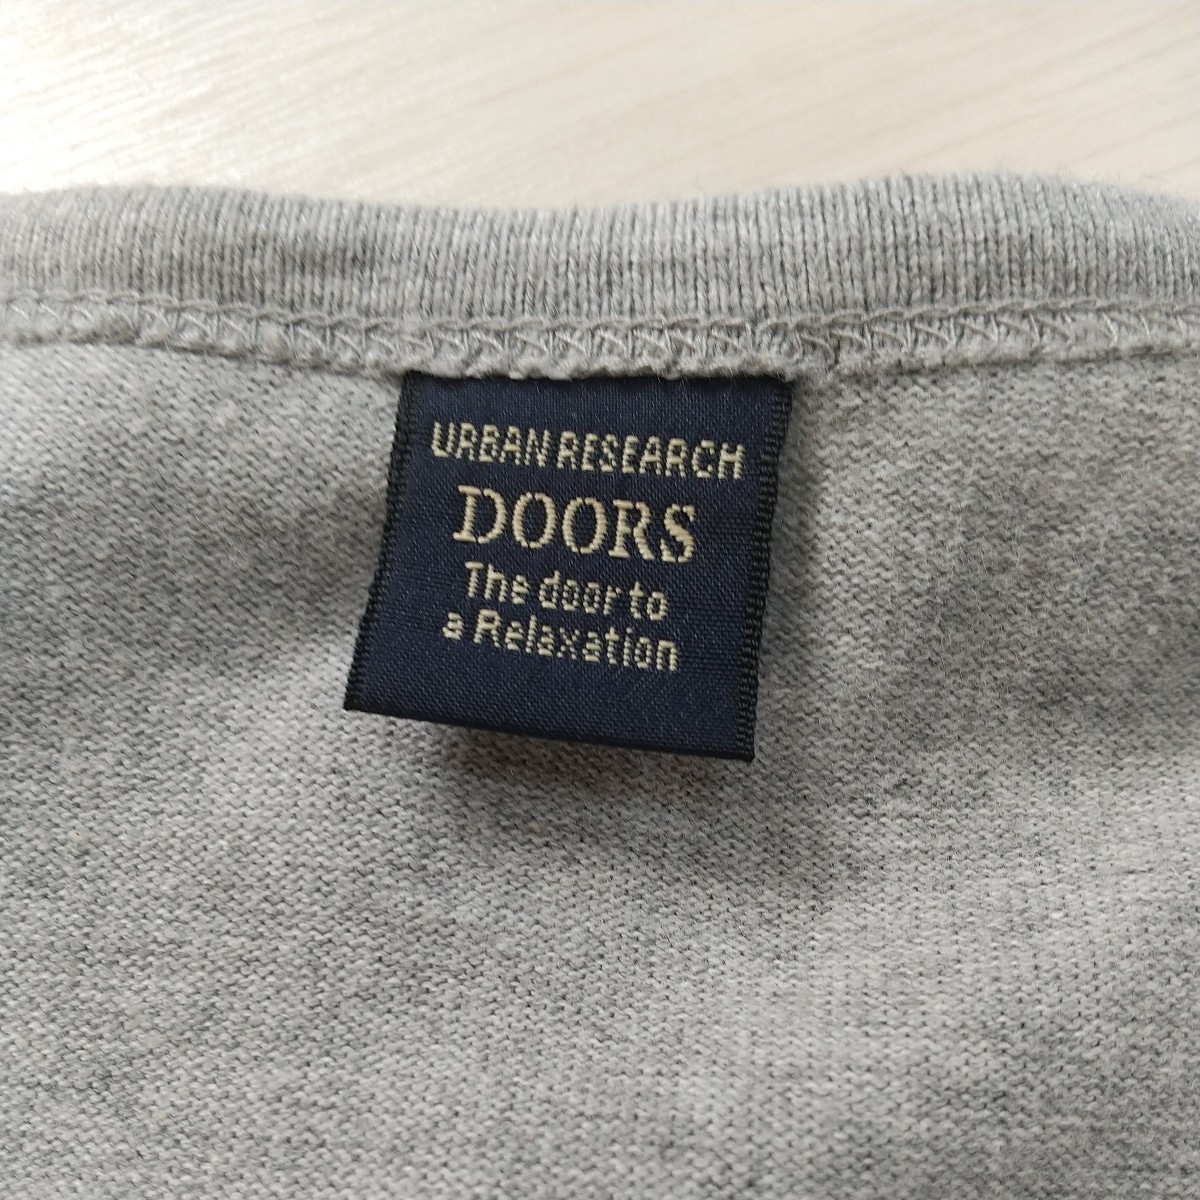 URBAN RESEARCH
DOORS
The door to
a Relaxation